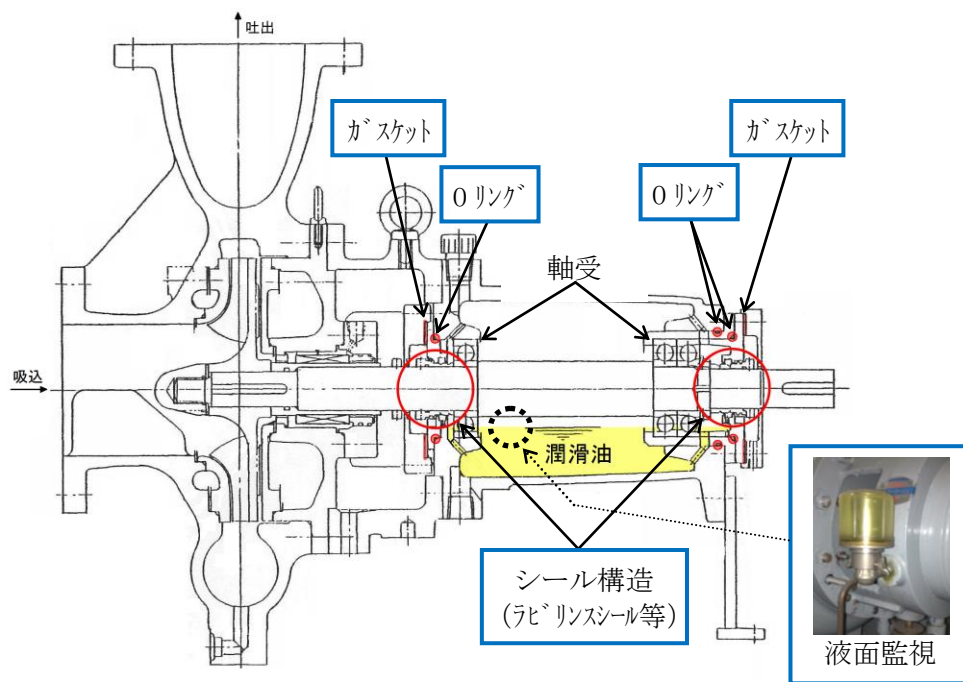 吐出
ガスケット
ガスケット
Oリング
Oリング
軸受
吸込
潤滑油
シール構造
(ラビリンスシール等)
液面監視